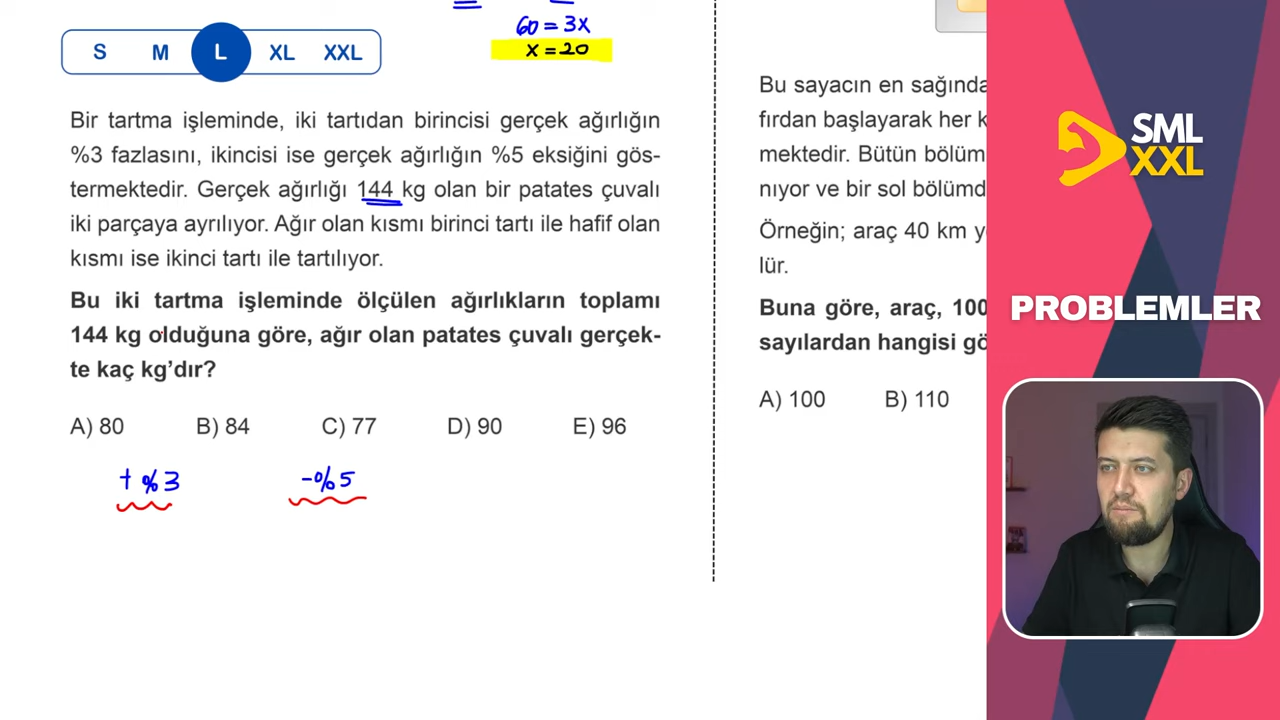 60 = 3x
x = 20
S M L XL XXL
Bir tartma işleminde, iki tartıdan birincisi gerçek ağırlığın
%3 fazlasını, ikincisi ise gerçek ağırlığın %5 eksiğini gös-
termektedir. Gerçek ağırlığı 144 kg olan bir patates çuvalı
iki parçaya ayrılıyor. Ağır olan kısmı birinci tartı ile hafif olan
kısmı ise ikinci tartı ile tartılıyor.
Bu iki tartma işleminde ölçülen ağırlıkların toplamı
144 kg olduğuna göre, ağır olan patates çuvalı gerçek-
te kaç kg'dır?
A) 80 B) 84 C) 77 D) 90 E) 96
+ %3 -%5
Bu sayacın en sağında
fırdan başlayarak her k
mektedir. Bütün bölüm
nıyor ve bir sol bölümd
Örneğin; araç 40 km y
lür.
Buna göre, araç, 100
sayılardan hangisi gö
A) 100 B) 110
SML
XXL
PROBLEMLER